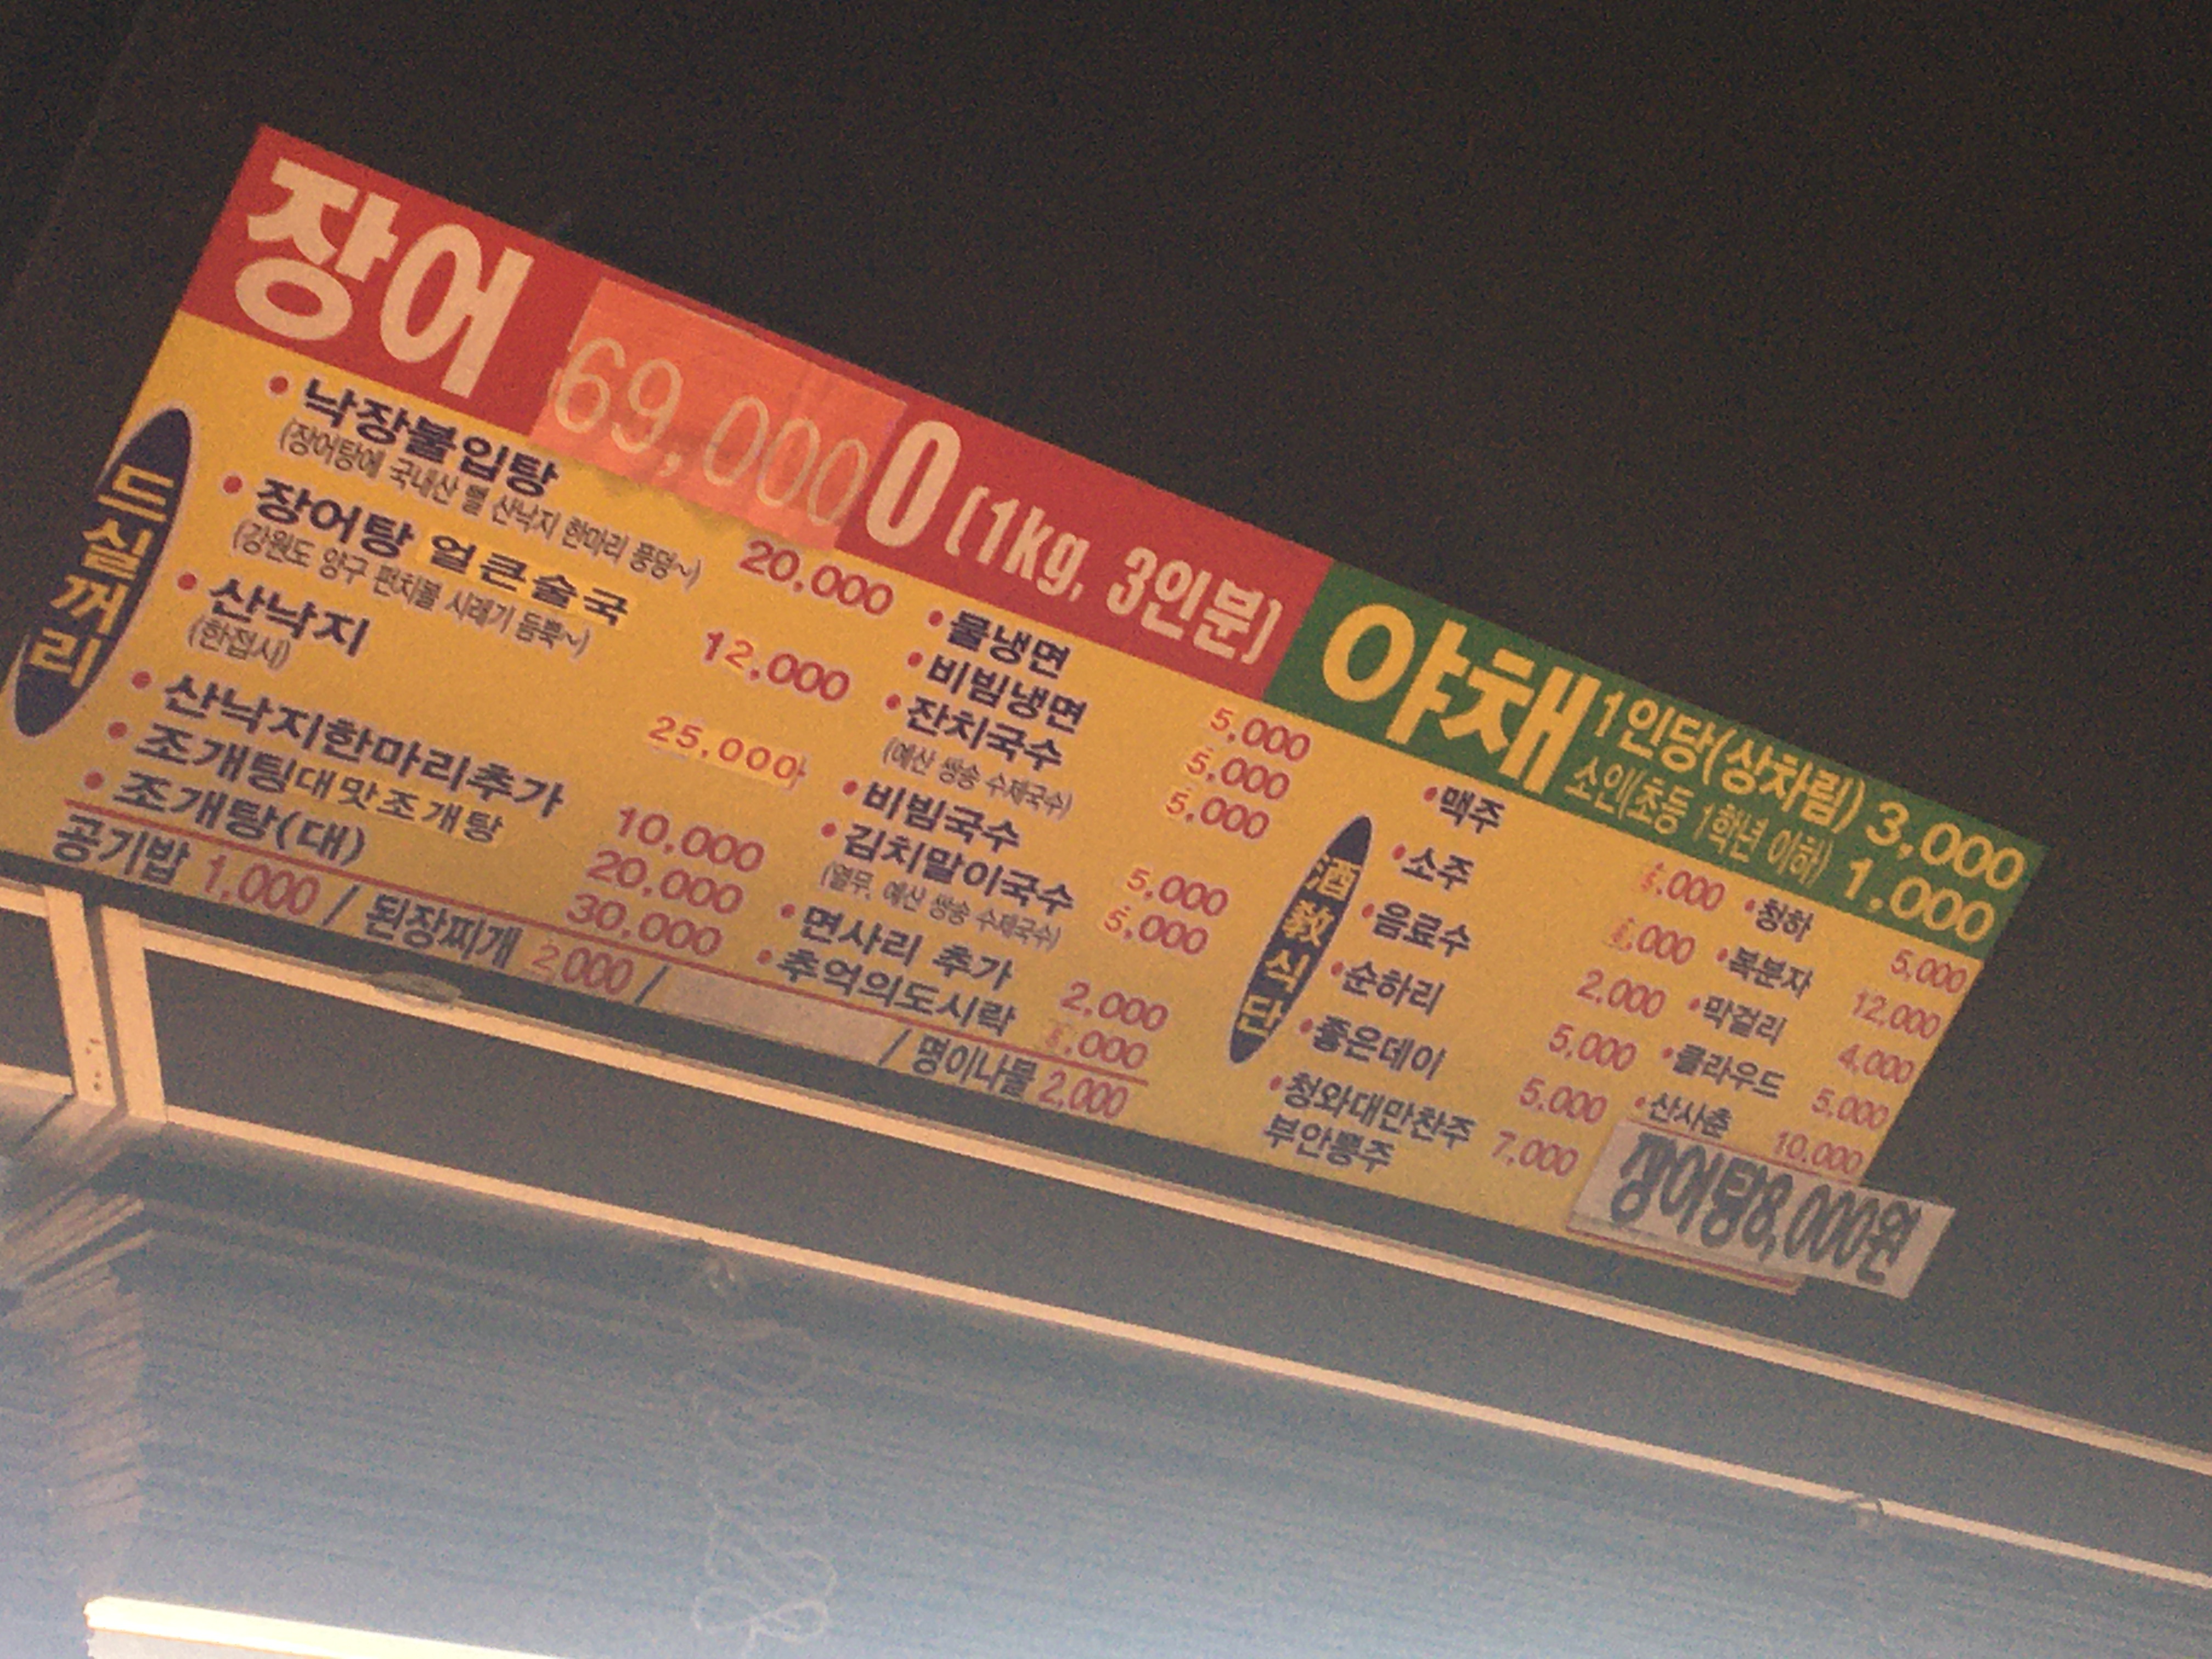 장어 69,000 0 (1kg, 3인분)
야채 1인당(상차림) 3,000
소인(초등 1학년 이하) 1,000
드실꺼리
낙장불입탕 20,000
(장어탕에 국내산 뻘 산낙지 한마리 풍덩~)
장어탕 얼큰술국 12,000
(강원도 양구 펀치볼 시래기 듬뿍~)
산낙지 25,000
(한접시)
산낙지한마리추가 10,000
조개탕대맛조개탕 20,000
조개탕(대) 30,000
물냉면 5,000
비빔냉면 5,000
잔치국수 5,000
(예산 쌍송 수제국수)
비빔국수 5,000
김치말이국수 5,000
(열무, 예산 쌍송 수제국수)
면사리 추가 2,000
추억의도시락 ,000
공기밥 1,000 / 된장찌개 2,000 / / 명이나물 2,000
酒敎식단
맥주 ,000
소주 ,000
음료수 2,000
순하리 5,000
좋은데이 5,000
청와대만찬주 7,000
부안뽕주
청하 5,000
복분자 12,000
막걸리 4,000
클라우드 5,000
산사춘 10,000
장어탕8,000원